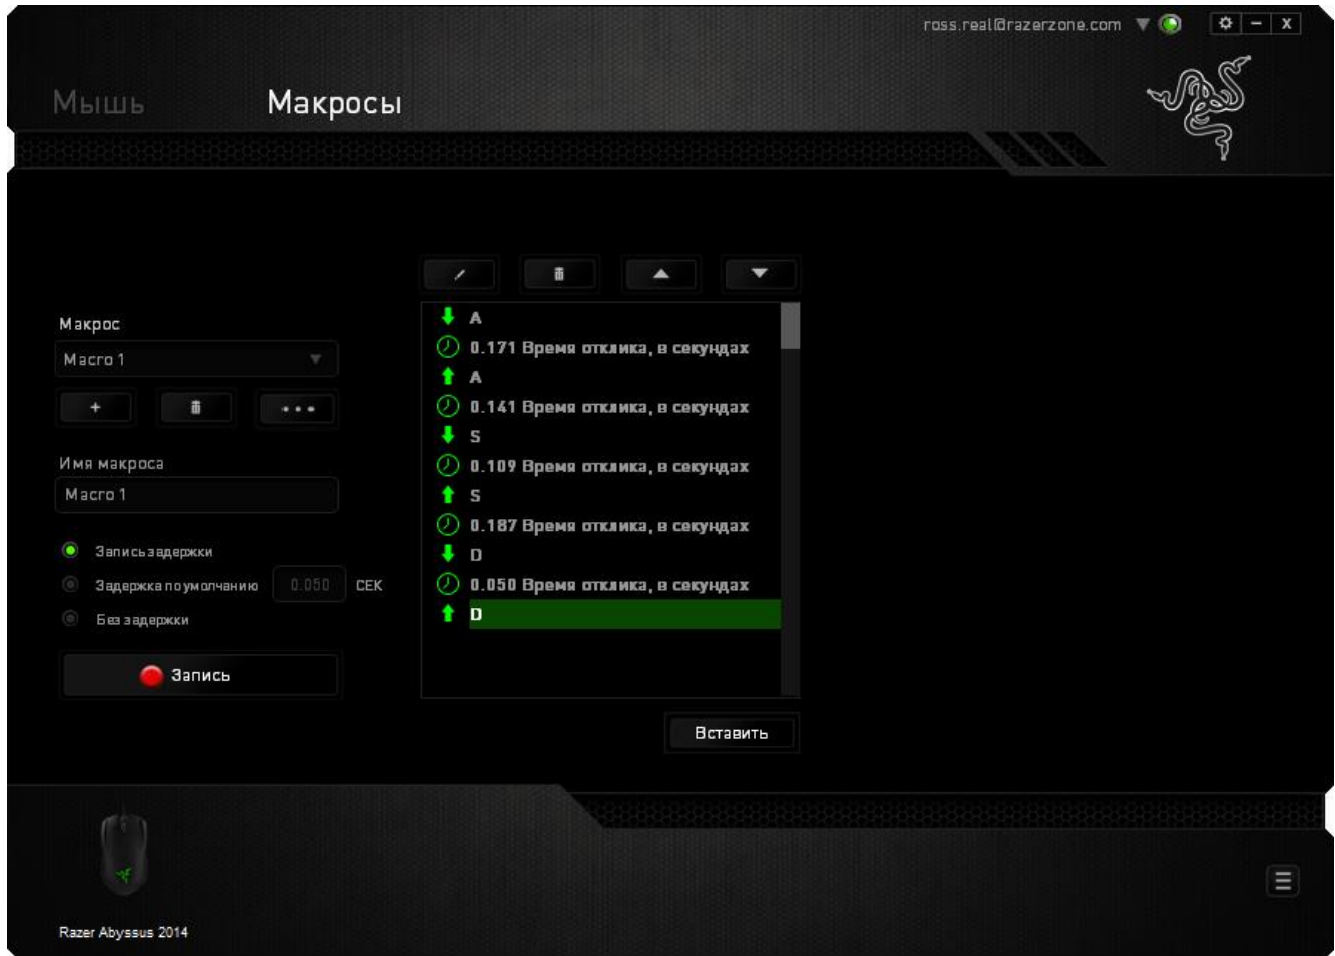 ross.real@razerzone.com
Мышь
Макросы
Макрос
Macro 1
Имя макроса
Macro 1
Запись задержки
Задержка по умолчанию 0.050 СЕК
Без задержки
Запись
A
0.171 Время отклика, в секундах
A
0.141 Время отклика, в секундах
S
0.109 Время отклика, в секундах
S
0.187 Время отклика, в секундах
D
0.050 Время отклика, в секундах
D
Вставить
Razer Abyssus 2014